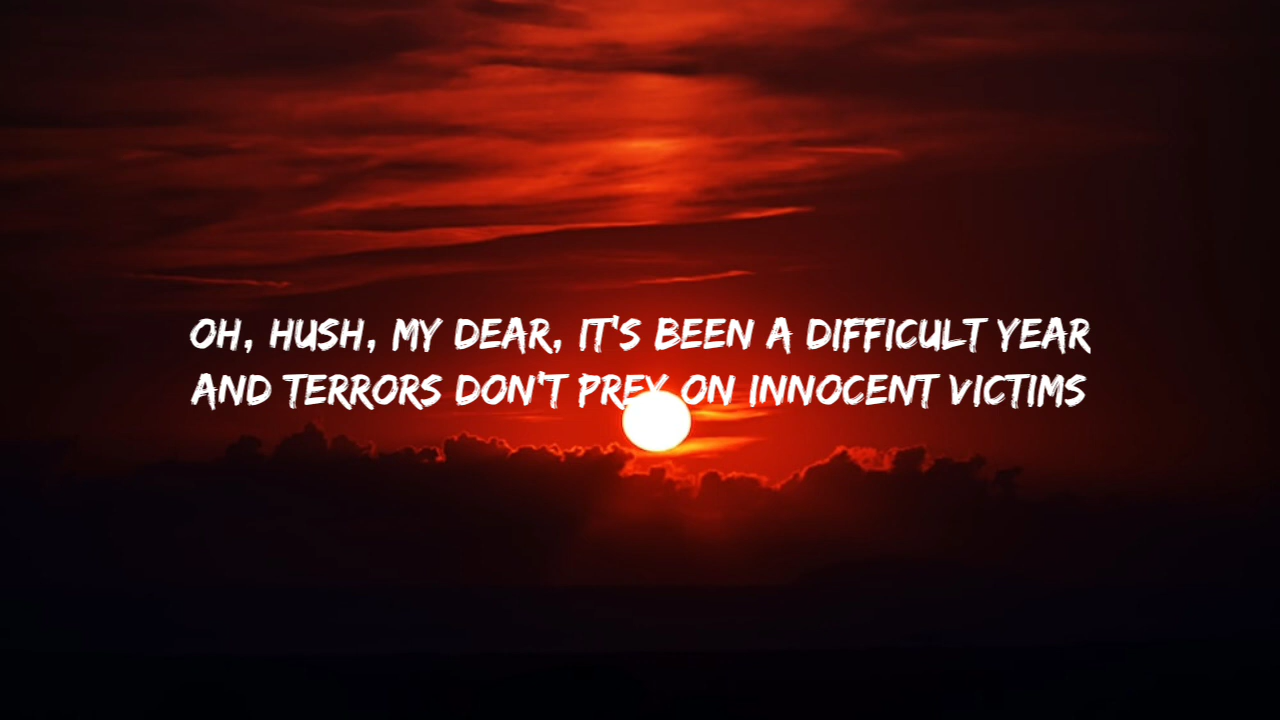 OH, HUSH, MY DEAR, IT'S BEEN A DIFFICULT YEAR
AND TERRORS DON'T PREY ON INNOCENT VICTIMS